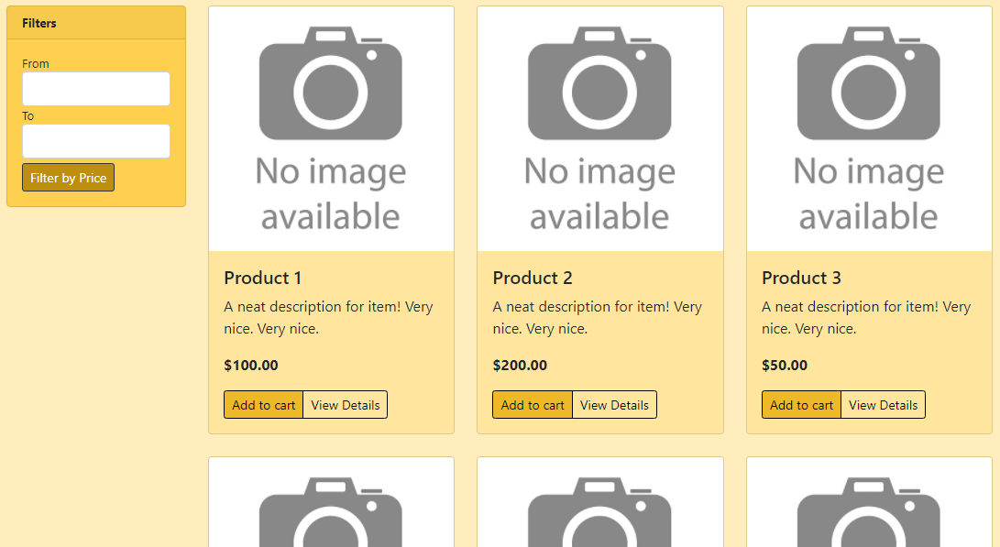 Filters
From
To
Filter by Price
No image
available
Product 1
A neat description for item! Very
nice. Very nice.
$100.00
Add to cart
View Details
No image
available
Product 2
A neat description for item! Very
nice. Very nice.
$200.00
Add to cart
View Details
No image
available
Product 3
A neat description for item! Very
nice. Very nice.
$50.00
Add to cart
View Details